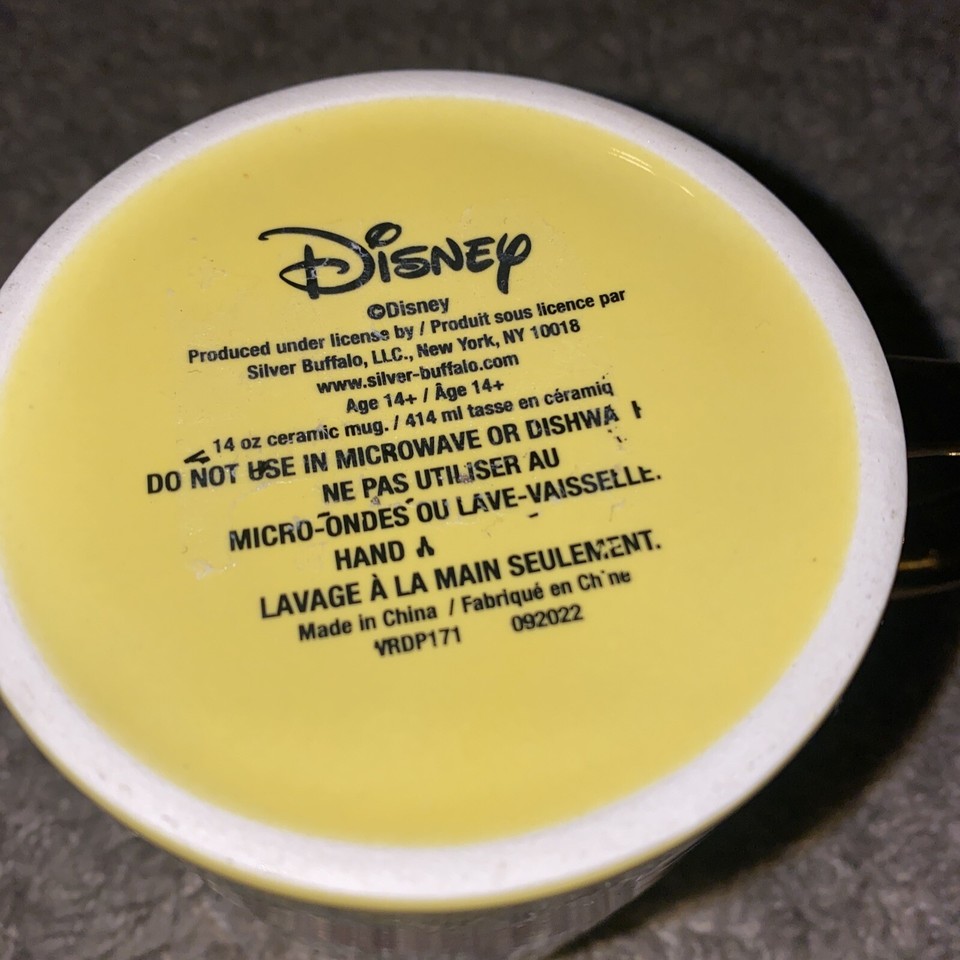 Disney
©Disney
Produced under license by / Produit sous licence par
Silver Buffalo, LLC., New York, NY 10018
www.silver-buffalo.com
Age 14+ / Âge 14+
14 oz ceramic mug. / 414 ml tasse en céramiq
DO NOT USE IN MICROWAVE OR DISHWA
NE PAS UTILISER AU
MICRO-ONDES OU LAVE-VAISSELLE.
HAND
LAVAGE À LA MAIN SEULEMENT.
Made in China / Fabriqué en Chine
VRDP171 092022